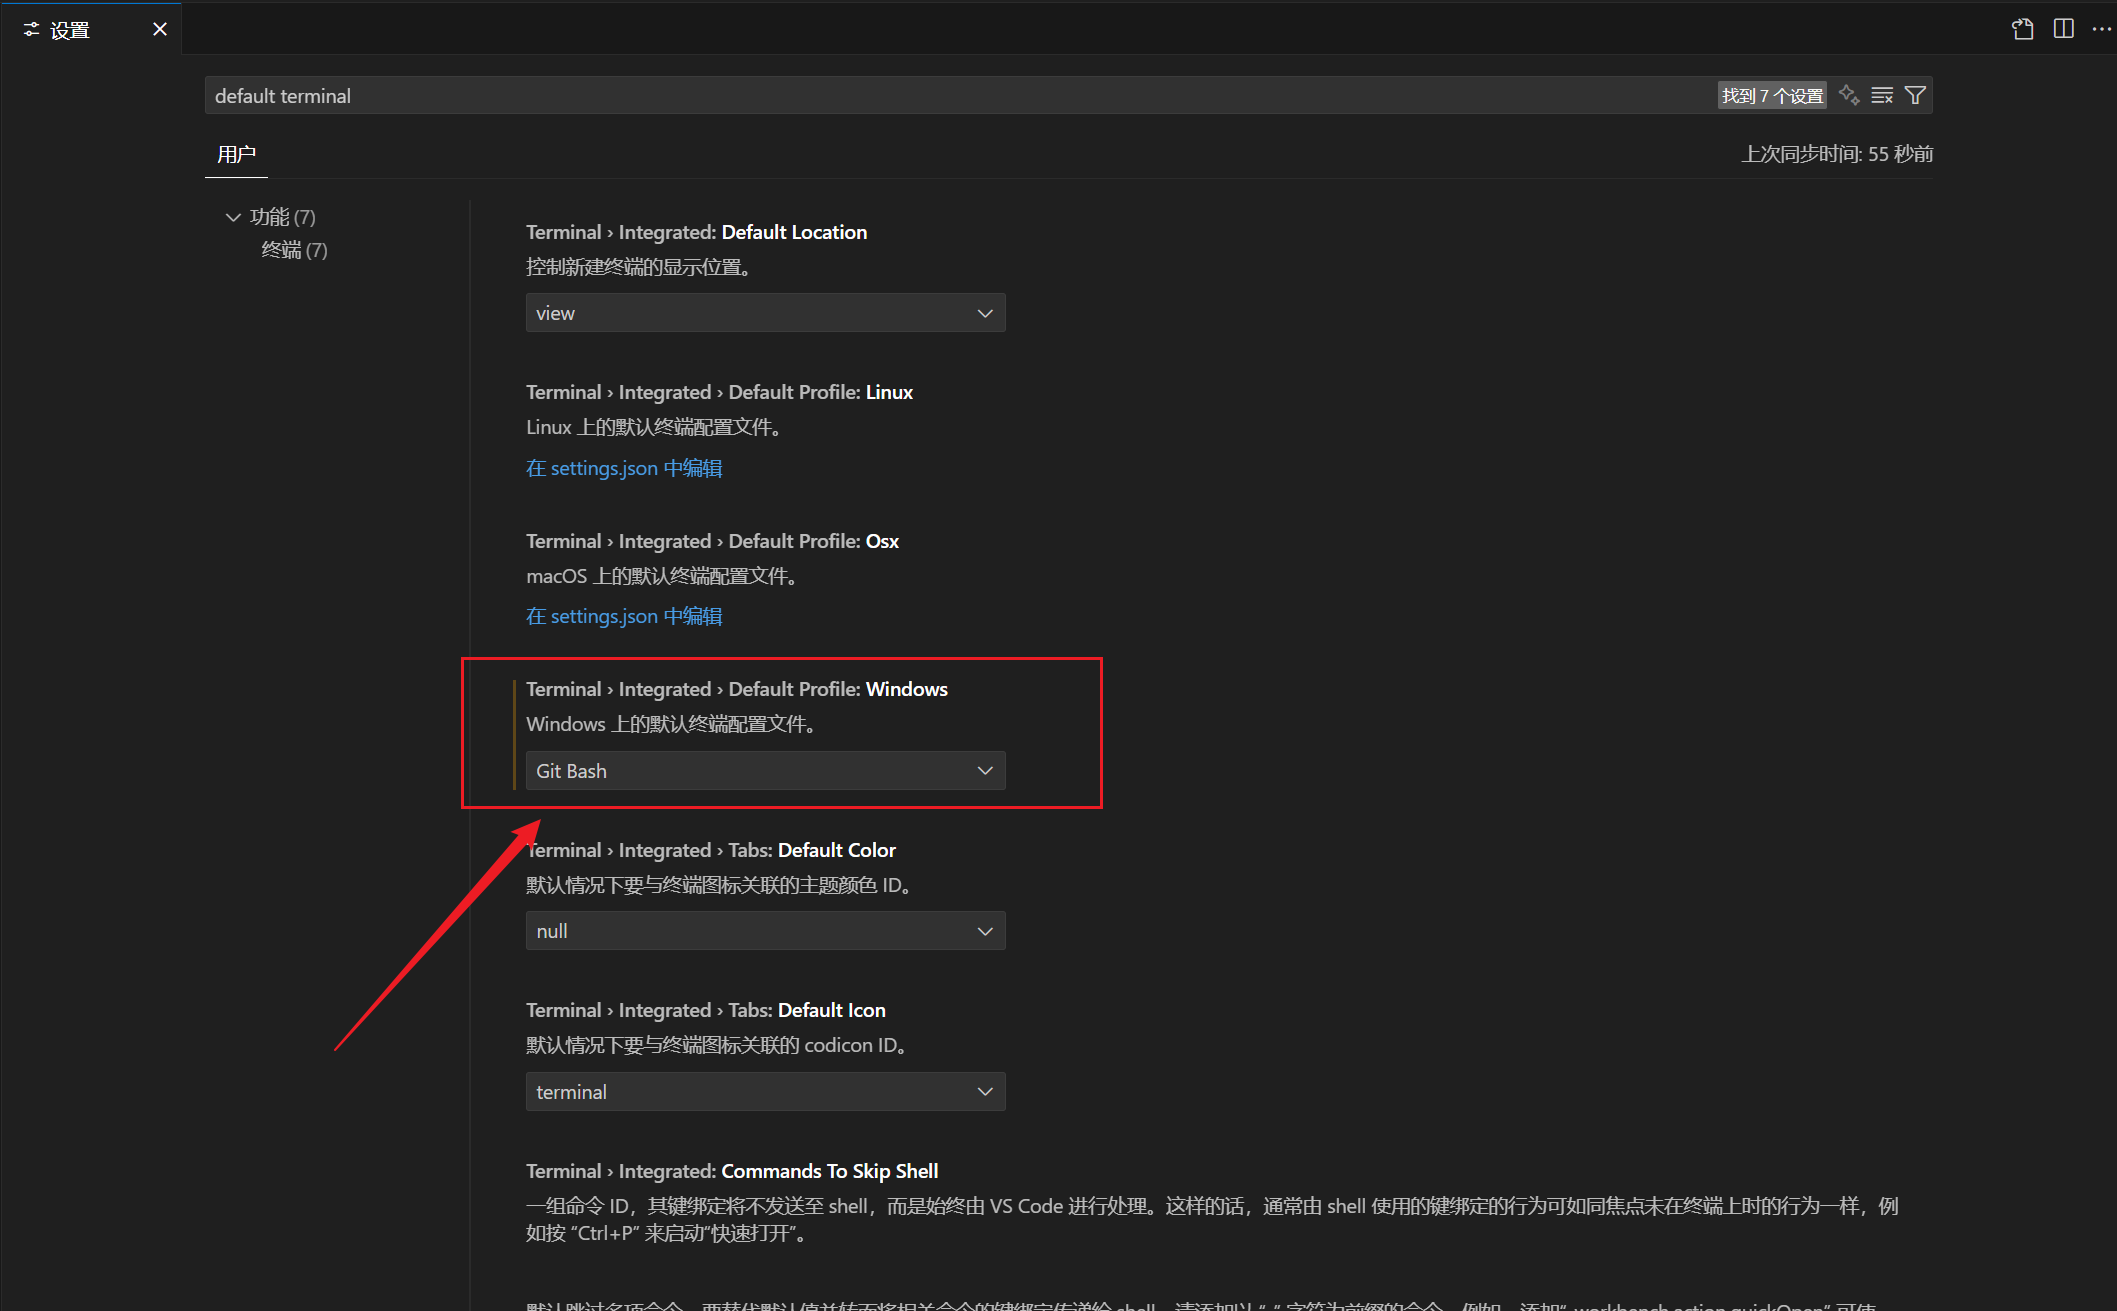 设置
default terminal
找到 7 个设置
用户
上次同步时间: 55 秒前
功能 (7)
终端 (7)
Terminal › Integrated: Default Location
控制新建终端的显示位置。
view
Terminal › Integrated › Default Profile: Linux
Linux 上的默认终端配置文件。
在 settings.json 中编辑
Terminal › Integrated › Default Profile: Osx
macOS 上的默认终端配置文件。
在 settings.json 中编辑
Terminal › Integrated › Default Profile: Windows
Windows 上的默认终端配置文件。
Git Bash
Terminal › Integrated › Tabs: Default Color
默认情况下要与终端图标关联的主题颜色 ID。
null
Terminal › Integrated › Tabs: Default Icon
默认情况下要与终端图标关联的 codicon ID。
terminal
Terminal › Integrated: Commands To Skip Shell
一组命令 ID，其键绑定将不发送至 shell，而是始终由 VS Code 进行处理。这样的话，通常由 shell 使用的键绑定的行为可如同焦点未在终端上时的行为一样，例
如按 “Ctrl+P” 来启动“快速打开”。